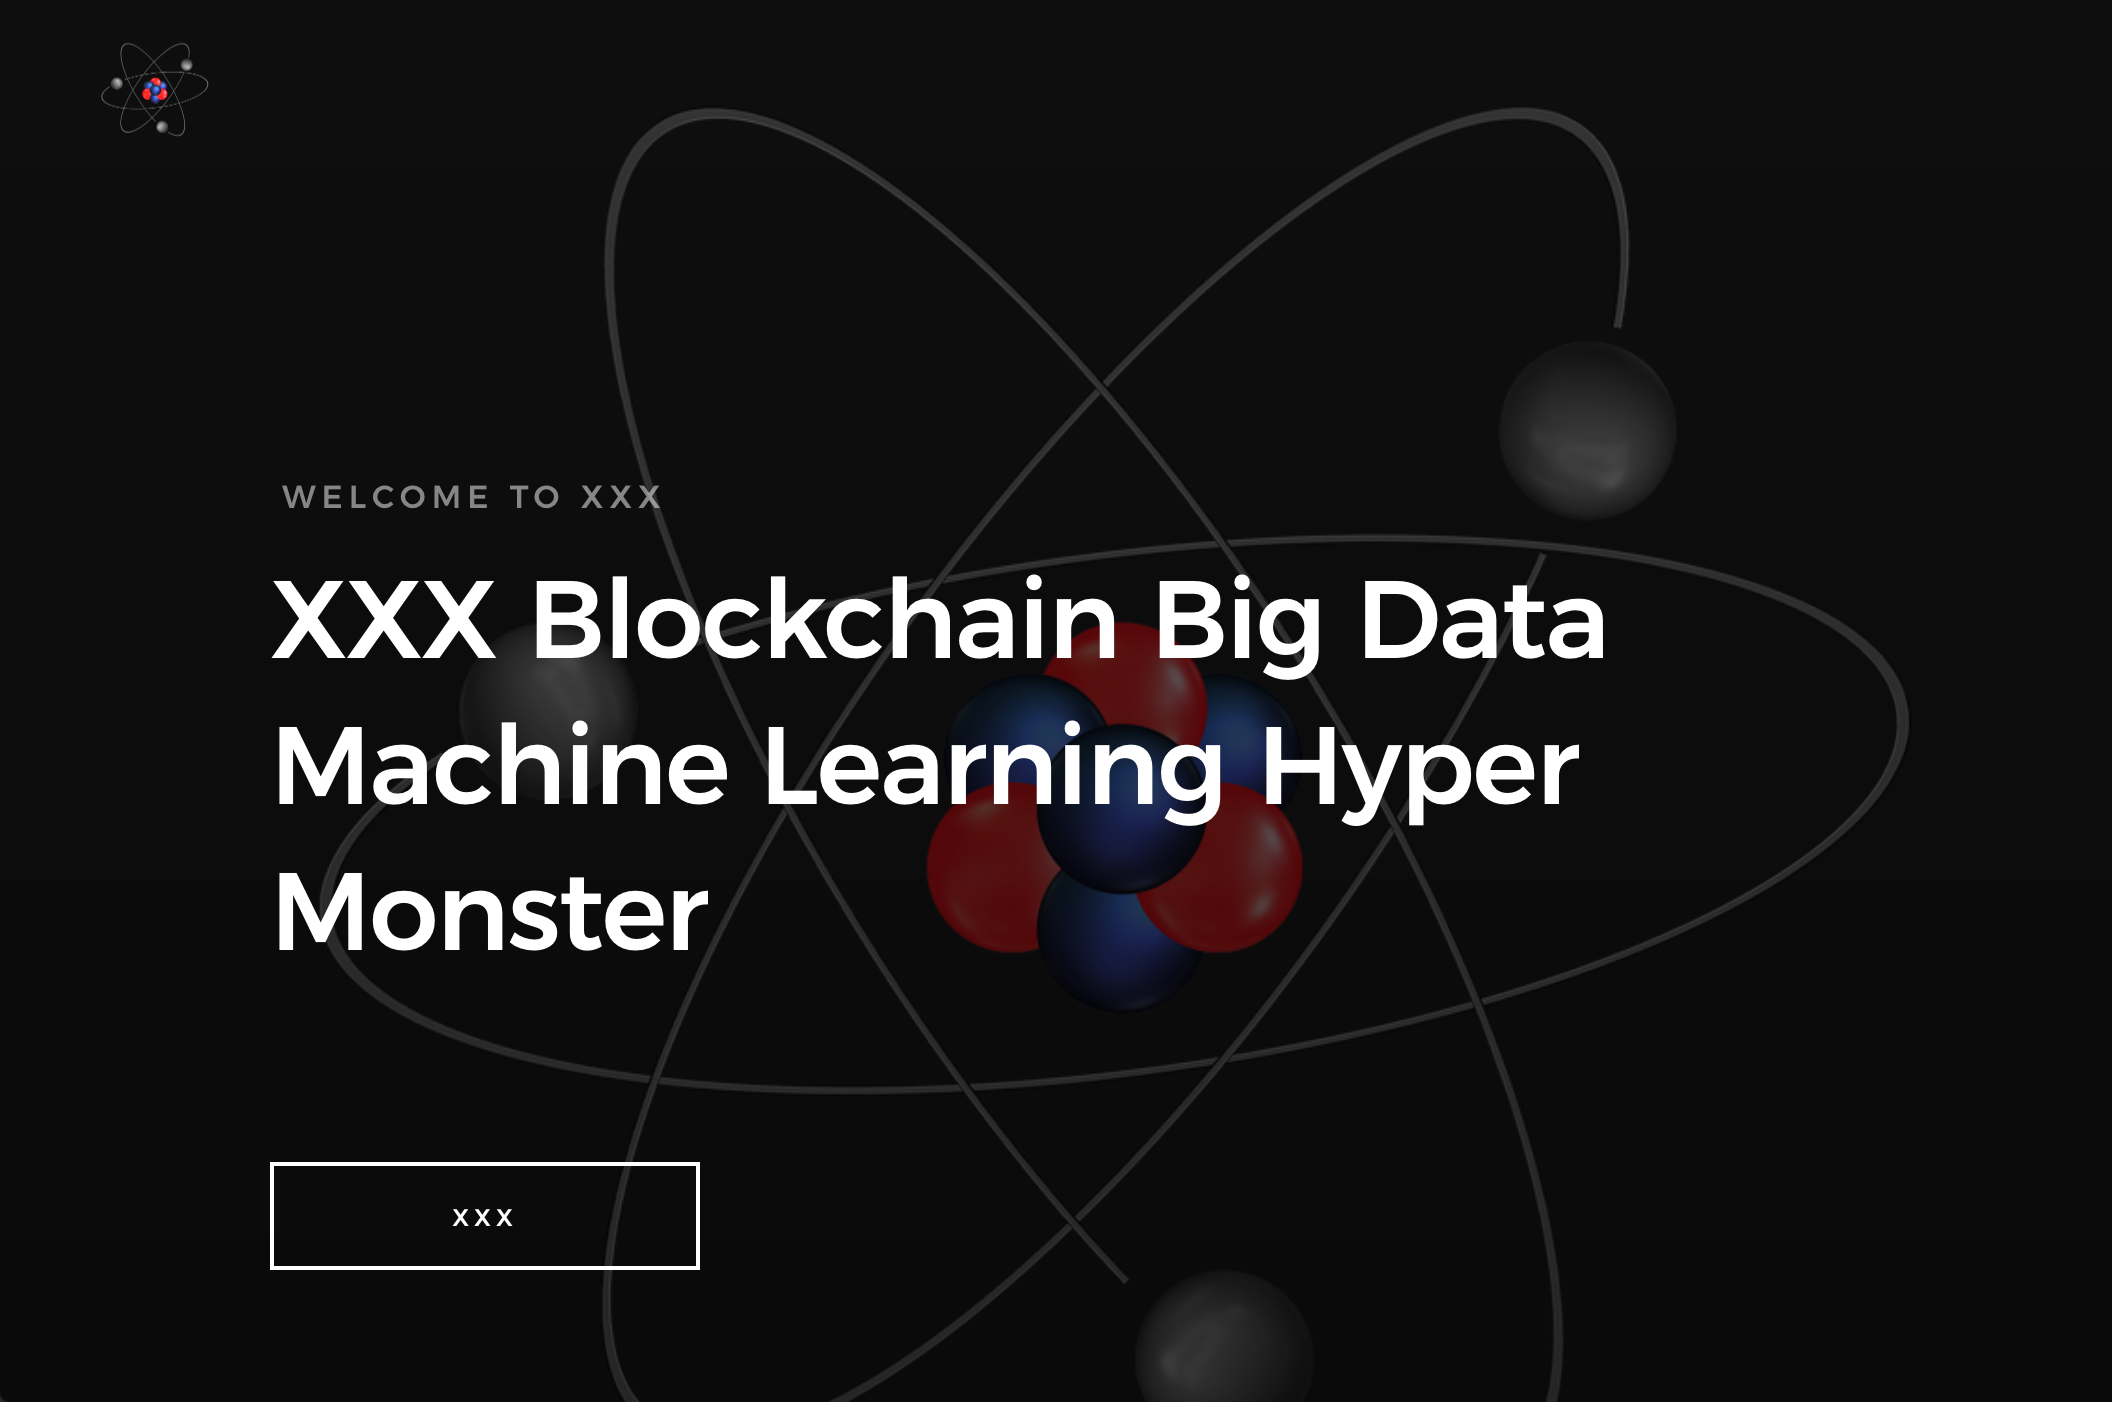 WELCOME TO XXX
XXX Blockchain Big Data
Machine Learning Hyper
Monster
XXX